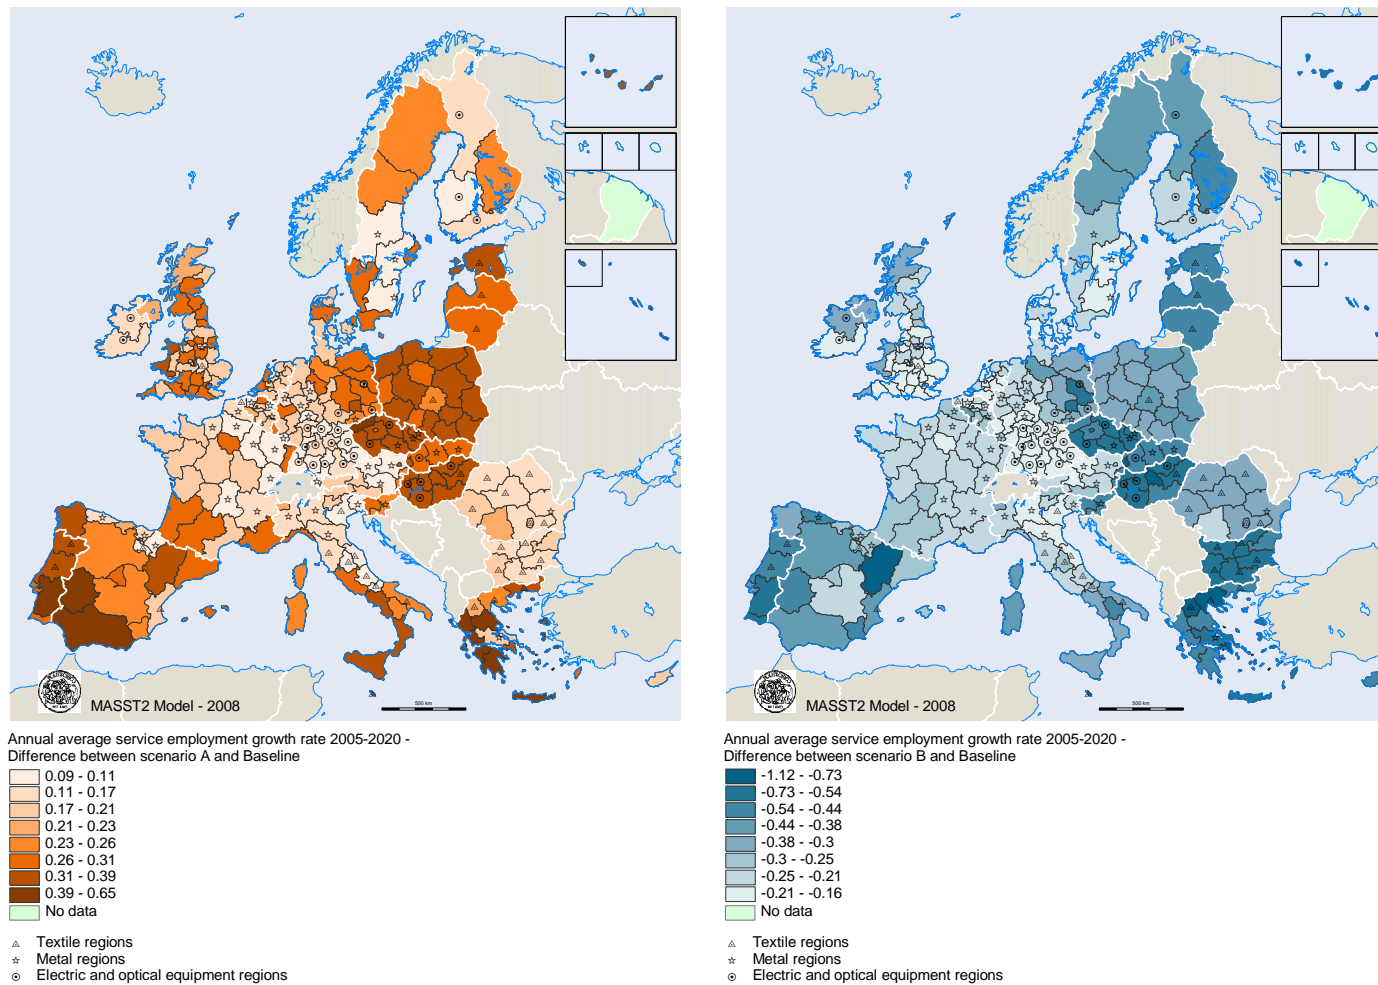 MASST2 Model - 2008
500 km
Annual average service employment growth rate 2005-2020 -
Difference between scenario A and Baseline
0.09 - 0.11
0.11 - 0.17
0.17 - 0.21
0.21 - 0.23
0.23 - 0.26
0.26 - 0.31
0.31 - 0.39
0.39 - 0.65
No data
Textile regions
Metal regions
Electric and optical equipment regions
MASST2 Model - 2008
500 km
Annual average service employment growth rate 2005-2020 -
Difference between scenario B and Baseline
-1.12 - -0.73
-0.73 - -0.54
-0.54 - -0.44
-0.44 - -0.38
-0.38 - -0.3
-0.3 - -0.25
-0.25 - -0.21
-0.21 - -0.16
No data
Textile regions
Metal regions
Electric and optical equipment regions